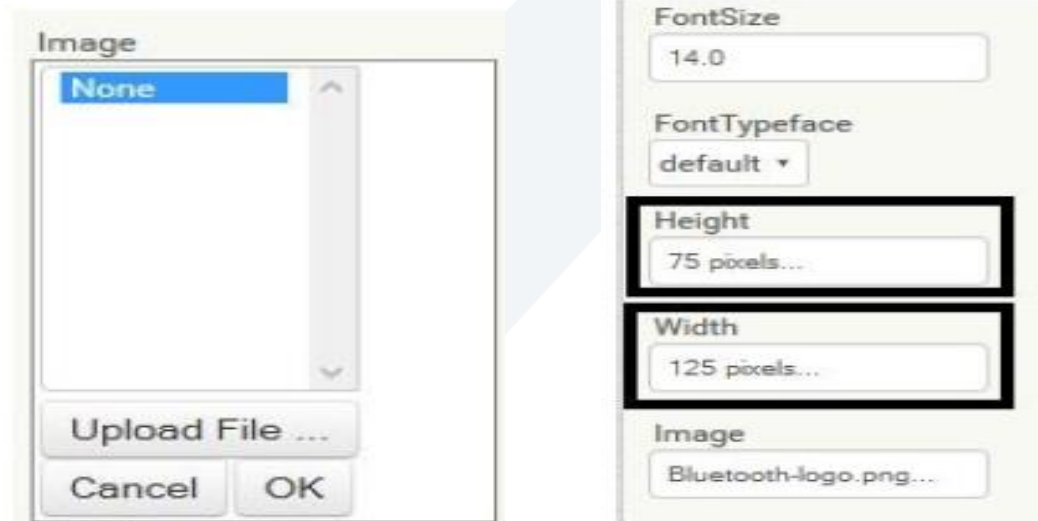 Image
None
Upload File ...
Cancel OK
FontSize
14.0
FontTypeface
default
Height
75 pixels...
Width
125 pixels...
Image
Bluetooth-logo.png...